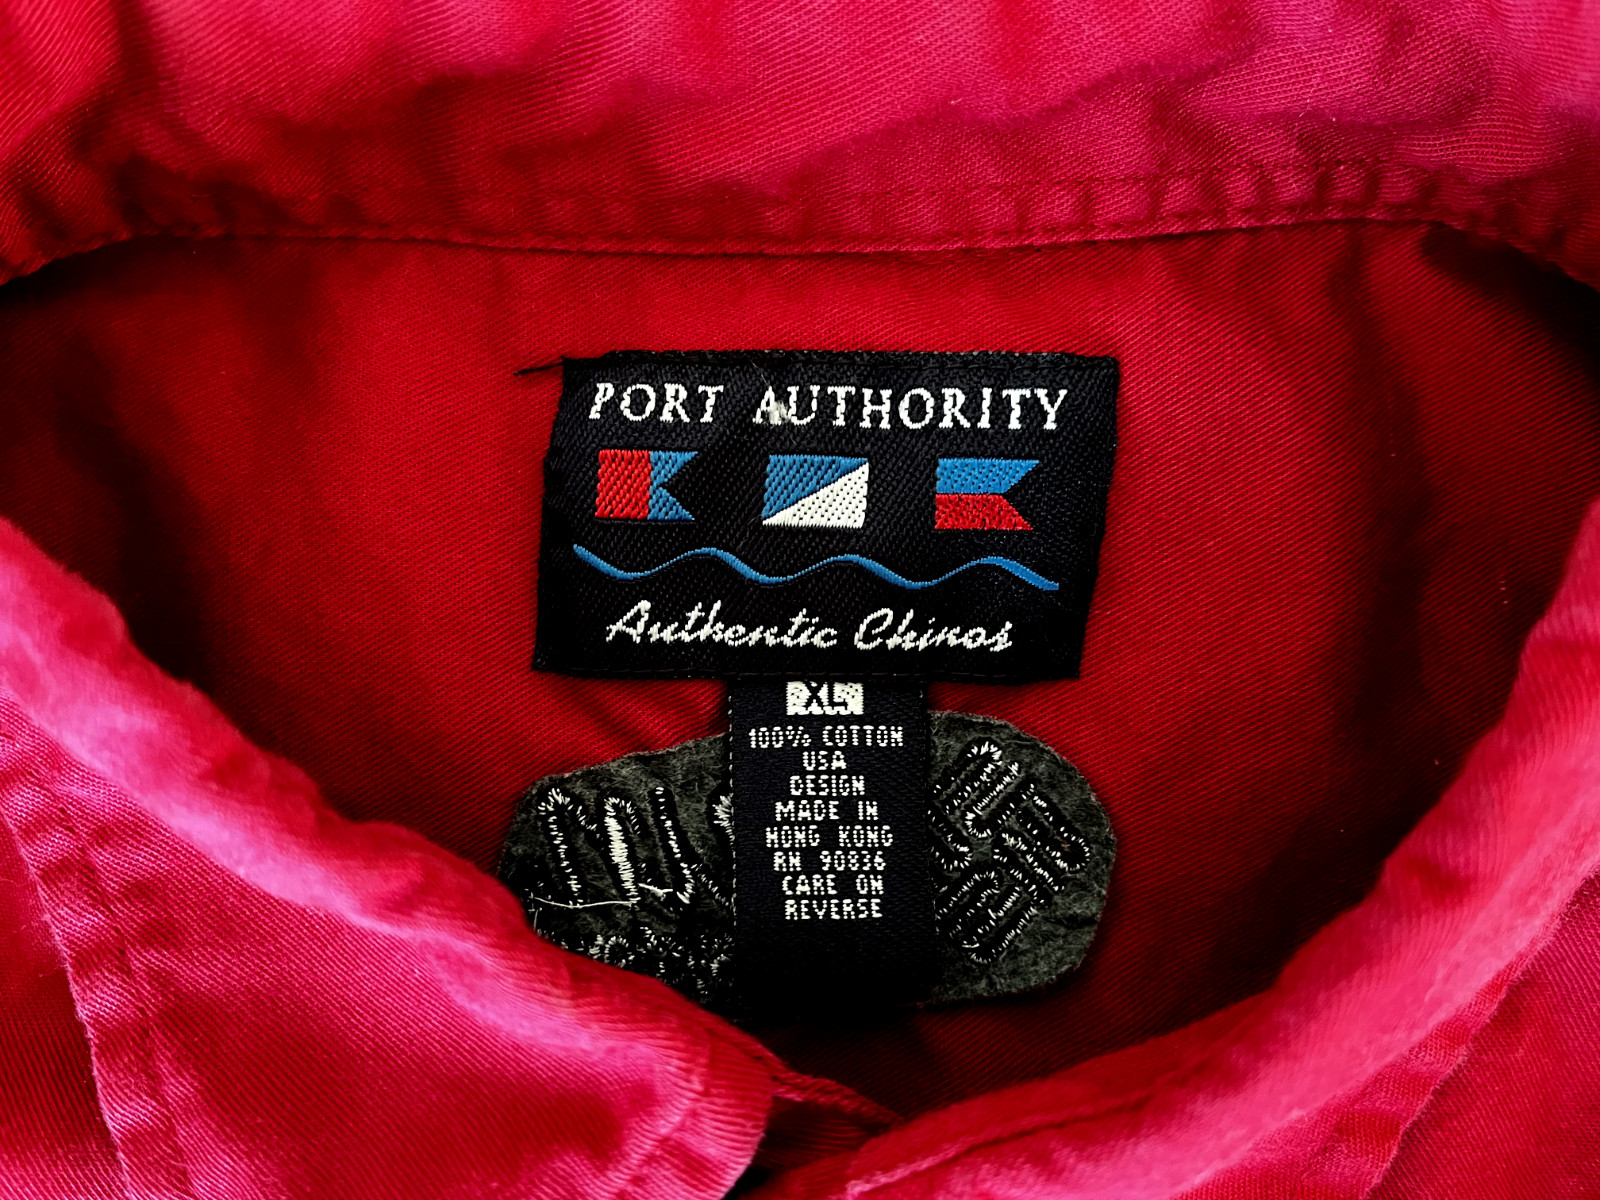 PORT AUTHORITY
Authentic Chinos
XL
100% COTTON
USA
DESIGN
MADE IN
HONG KONG
RN 90836
CARE ON
REVERSE